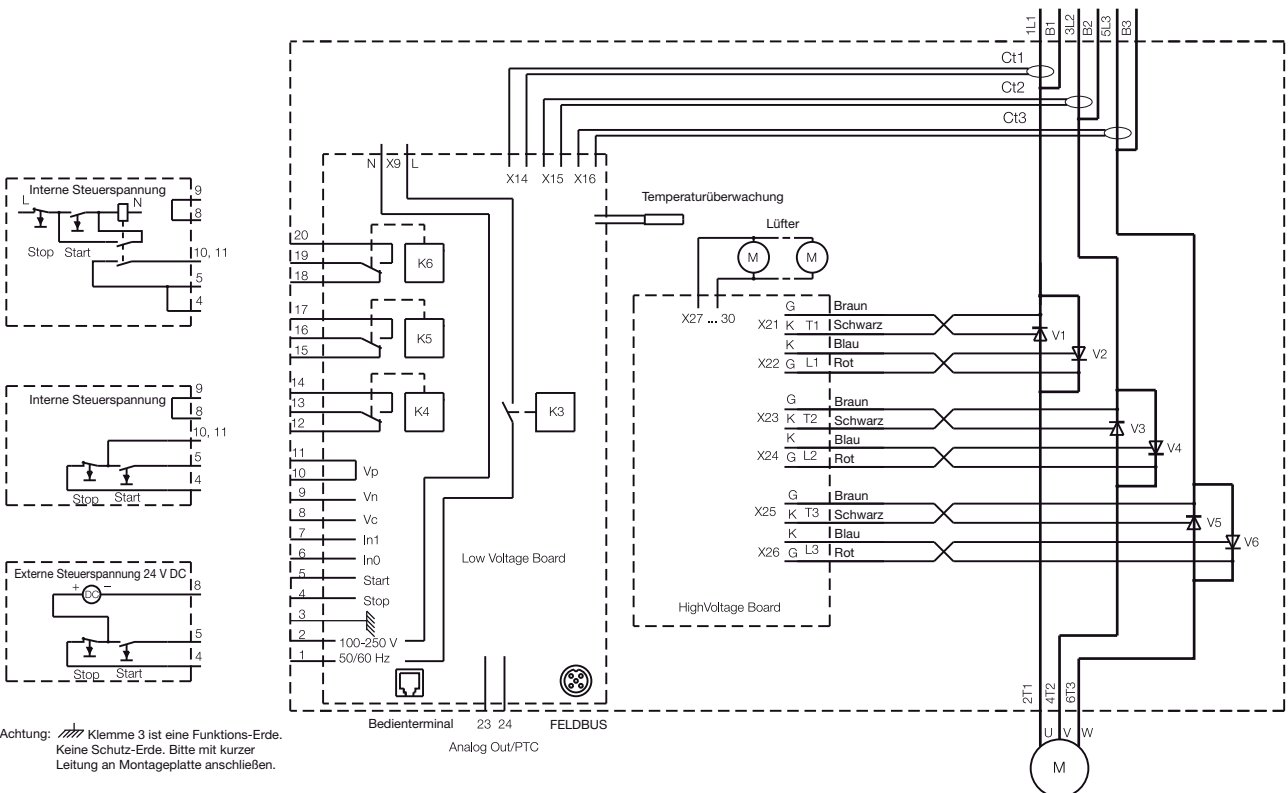 1L1 B1 3L2 B2 5L3 B3
Ct1
Ct2
Ct3
N X9 L
X14 X15 X16
Temperaturüberwachung
Lüfter
M M
X27 ... 30
Interne Steuerspannung
L N
Stop Start
9
8
10, 11
5
4
Interne Steuerspannung
9
8
10, 11
5
4
Stop Start
Externe Steuerspannung 24 V DC
+ DC −
8
5
4
Stop Start
20
19
18
K6
17
16
15
K5
14
13
12
K4
K3
11
10 Vp
9 Vn
8 Vc
7 In1
6 In0
5 Start
4 Stop
3
2 100-250 V
1 50/60 Hz
Low Voltage Board
G Braun
X21 K T1 Schwarz
K Blau
X22 G L1 Rot
V1
V2
G Braun
X23 K T2 Schwarz
K Blau
X24 G L2 Rot
V3
V4
G Braun
X25 K T3 Schwarz
K Blau
X26 G L3 Rot
V5
V6
HighVoltage Board
Bedienterminal
23 24
FELDBUS
Analog Out/PTC
2T1 4T2 6T3
U V W
M
Achtung: Klemme 3 ist eine Funktions-Erde.
Keine Schutz-Erde. Bitte mit kurzer
Leitung an Montageplatte anschließen.